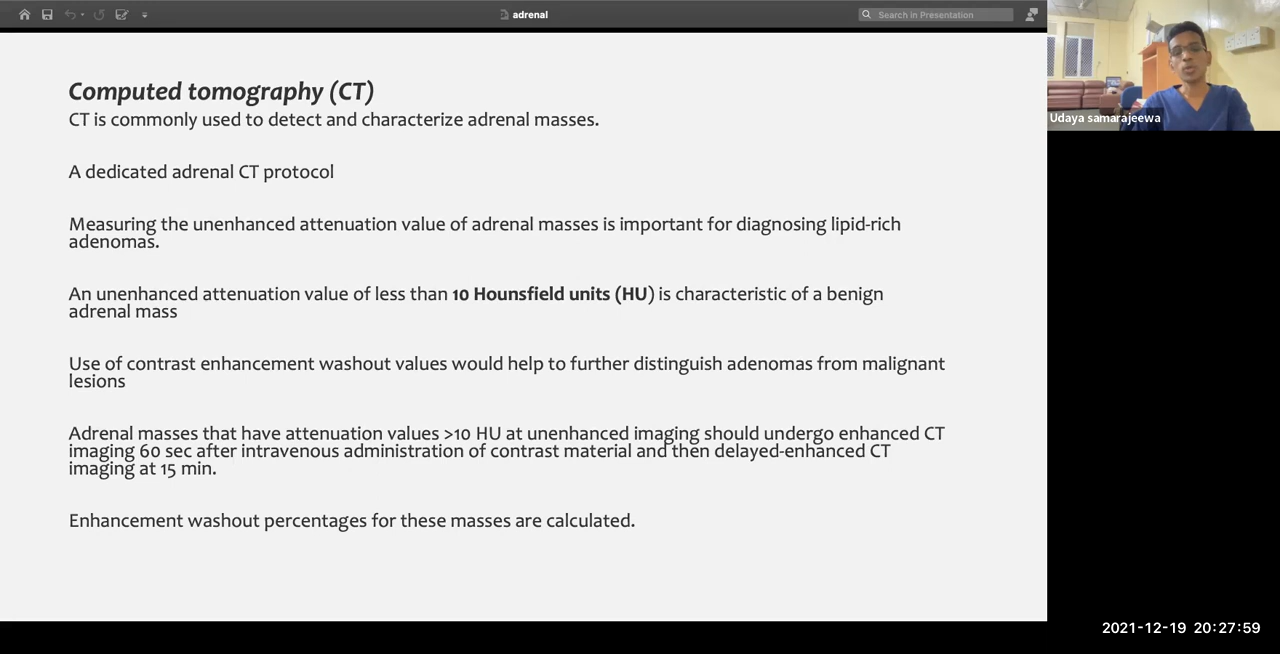 adrenal
Search in Presentation
Computed tomography (CT)
CT is commonly used to detect and characterize adrenal masses.
A dedicated adrenal CT protocol
Measuring the unenhanced attenuation value of adrenal masses is important for diagnosing lipid-rich
adenomas.
An unenhanced attenuation value of less than 10 Hounsfield units (HU) is characteristic of a benign
adrenal mass
Use of contrast enhancement washout values would help to further distinguish adenomas from malignant
lesions
Adrenal masses that have attenuation values >10 HU at unenhanced imaging should undergo enhanced CT
imaging 60 sec after intravenous administration of contrast material and then delayed-enhanced CT
imaging at 15 min.
Enhancement washout percentages for these masses are calculated.
Udaya samarajeewa
2021-12-19 20:27:59